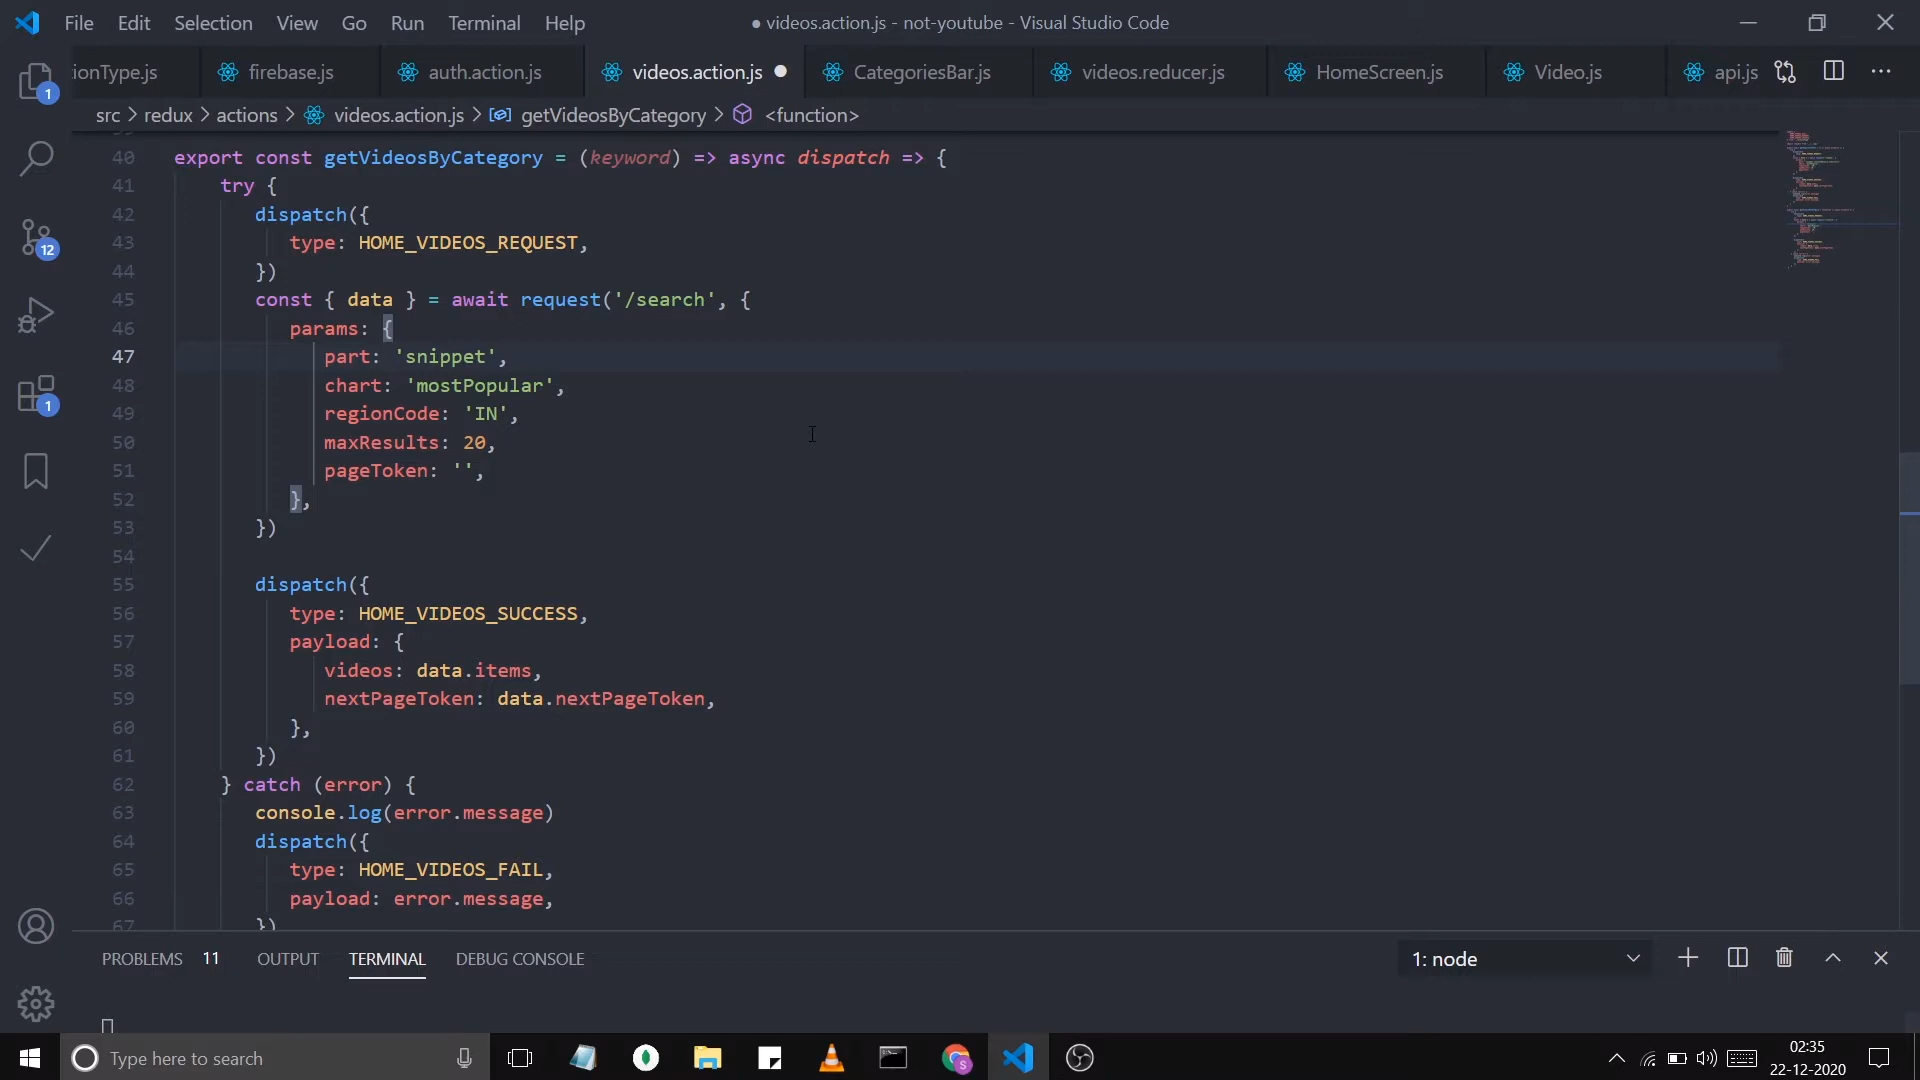 File Edit Selection View Go Run Terminal Help
● videos.action.js - not-youtube - Visual Studio Code
ionType.js firebase.js auth.action.js videos.action.js CategoriesBar.js videos.reducer.js HomeScreen.js Video.js api.js
src > redux > actions > videos.action.js > getVideosByCategory > <function>
40 export const getVideosByCategory = (keyword) => async dispatch => {
41 try {
42 dispatch({
43 type: HOME_VIDEOS_REQUEST,
44 })
45 const { data } = await request('/search', {
46 params: {
47 part: 'snippet',
48 chart: 'mostPopular',
49 regionCode: 'IN',
50 maxResults: 20,
51 pageToken: '',
52 },
53 })
54
55 dispatch({
56 type: HOME_VIDEOS_SUCCESS,
57 payload: {
58 videos: data.items,
59 nextPageToken: data.nextPageToken,
60 },
61 })
62 } catch (error) {
63 console.log(error.message)
64 dispatch({
65 type: HOME_VIDEOS_FAIL,
66 payload: error.message,
67 })
1
12
1
PROBLEMS 11 OUTPUT TERMINAL DEBUG CONSOLE
1: node
Type here to search
S
02:35
22-12-2020